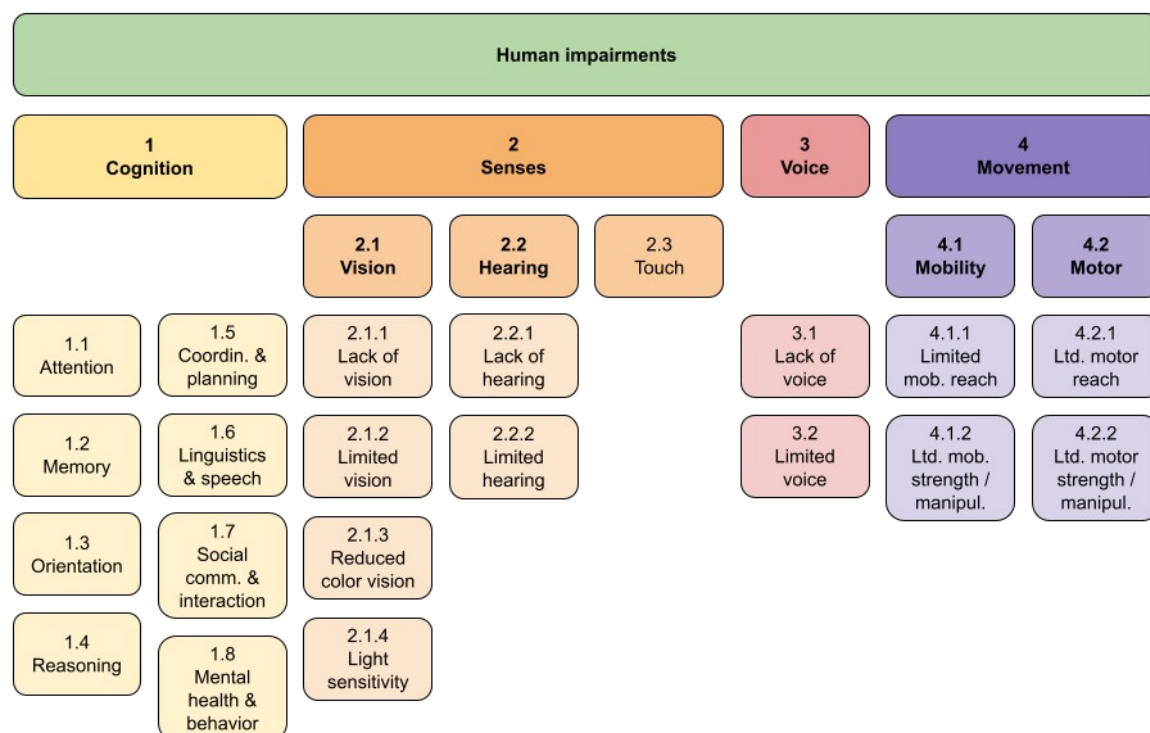 Human impairments
1
Cognition
2
Senses
3
Voice
4
Movement
2.1
Vision
2.2
Hearing
2.3
Touch
4.1
Mobility
4.2
Motor
1.1
Attention
1.5
Coordin. &
planning
2.1.1
Lack of
vision
2.2.1
Lack of
hearing
3.1
Lack of
voice
4.1.1
Limited
mob. reach
4.2.1
Ltd. motor
reach
1.2
Memory
1.6
Linguistics
& speech
2.1.2
Limited
vision
2.2.2
Limited
hearing
3.2
Limited
voice
4.1.2
Ltd. mob.
strength /
manipul.
4.2.2
Ltd. motor
strength /
manipul.
1.3
Orientation
1.7
Social
comm. &
interaction
2.1.3
Reduced
color vision
1.4
Reasoning
1.8
Mental
health &
behavior
2.1.4
Light
sensitivity